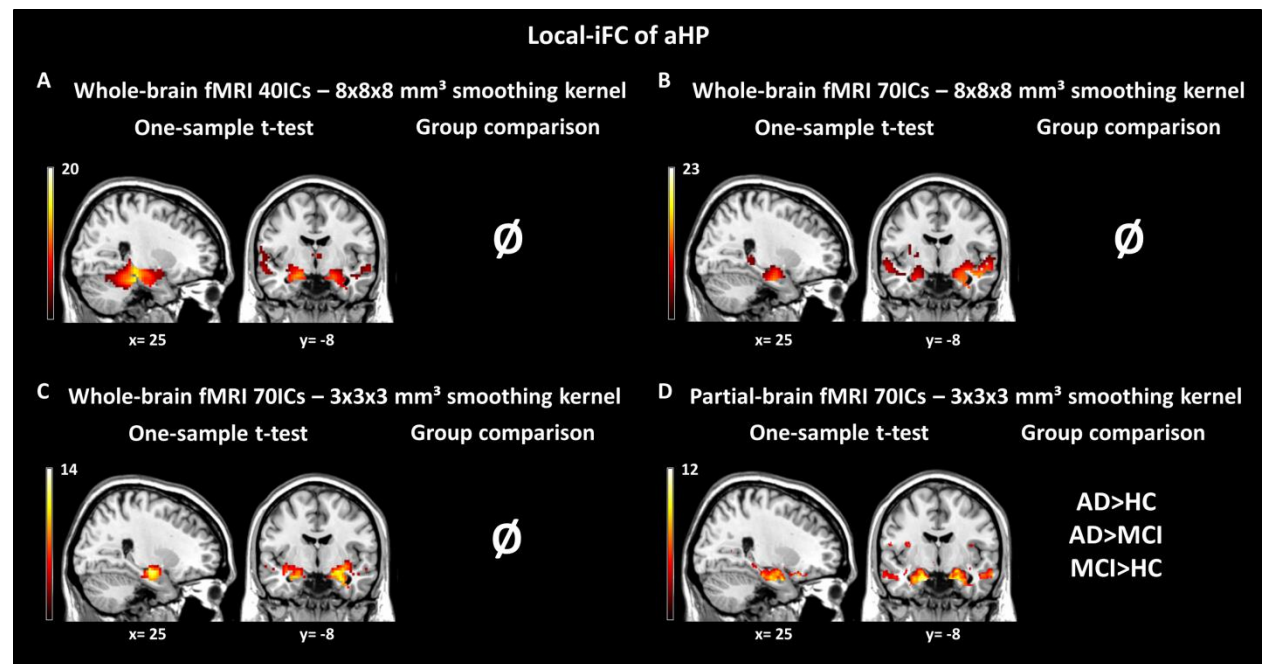 Local-iFC of aHP
A Whole-brain fMRI 40ICs – 8x8x8 mm³ smoothing kernel
One-sample t-test Group comparison
20
Ø
x= 25 y= -8
B Whole-brain fMRI 70ICs – 8x8x8 mm³ smoothing kernel
One-sample t-test Group comparison
23
Ø
x= 25 y= -8
C Whole-brain fMRI 70ICs – 3x3x3 mm³ smoothing kernel
One-sample t-test Group comparison
14
Ø
x= 25 y= -8
D Partial-brain fMRI 70ICs – 3x3x3 mm³ smoothing kernel
One-sample t-test Group comparison
12
AD>HC
AD>MCI
MCI>HC
x= 25 y= -8